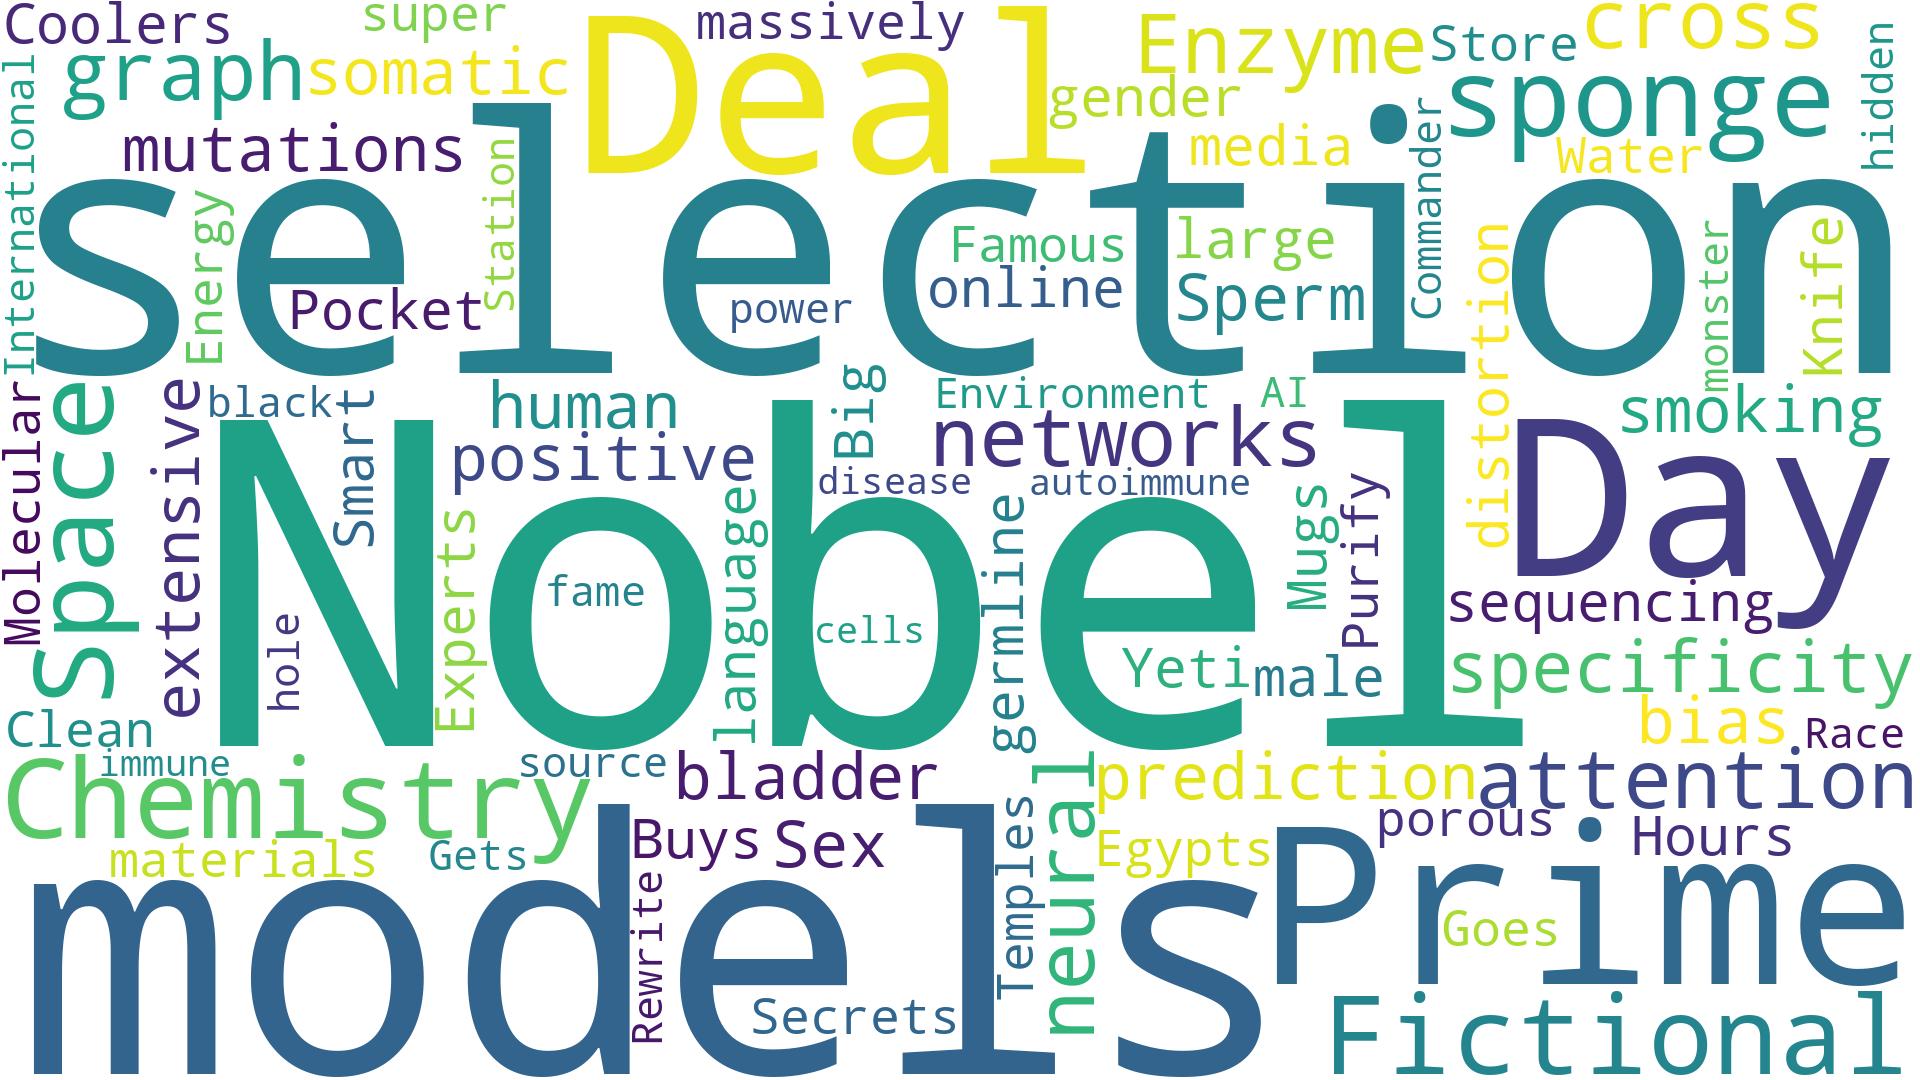 Coolers
super
massively
Enzyme
Store
cross
graph
somatic
Deal
gender
sponge
hidden
International
mutations
Station
media
Commander
Water
selection
Energy
Pocket
power
Famous
large
online
Sperm
distortion
monster
Knife
Molecular
Space
extensive
black
Smart
human
positive
Big
Environment
AI
networks
smoking
disease
autoimmune
Day
Nobel
hole
Experts
fame
language
cells
germline
Mugs
Purify
sequencing
Yeti
male
specificity
Clean
immune
bias
Race
Chemistry
source
bladder
prediction
attention
materials
Gets
Buys
Sex
Temples
neural
Egypts
porous
Hours
models
Rewrite
Secrets
Prime
Goes
Fictional